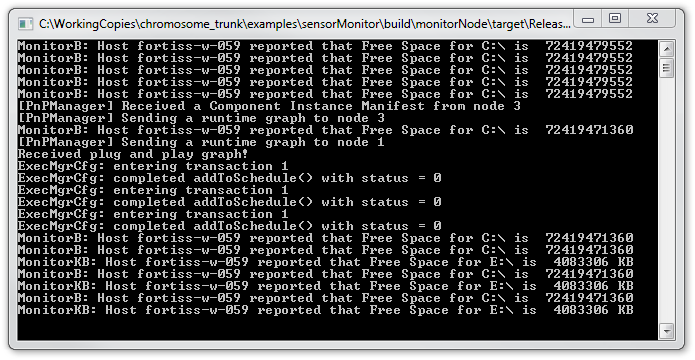 C:\WorkingCopies\chromosome_trunk\examples\sensorMonitor\build\monitorNode\target\Releas...
MonitorB: Host fortiss-w-059 reported that Free Space for C:\ is  72419479552
MonitorB: Host fortiss-w-059 reported that Free Space for C:\ is  72419479552
MonitorB: Host fortiss-w-059 reported that Free Space for C:\ is  72419479552
MonitorB: Host fortiss-w-059 reported that Free Space for C:\ is  72419479552
MonitorB: Host fortiss-w-059 reported that Free Space for C:\ is  72419479552
[PnPManager] Received a Component Instance Manifest from node 3
[PnPManager] Sending a runtime graph to node 3
MonitorB: Host fortiss-w-059 reported that Free Space for C:\ is  72419471360
[PnPManager] Sending a runtime graph to node 1
Received plug and play graph!
ExecMgrCfg: entering transaction 1
ExecMgrCfg: completed addToSchedule() with status = 0
ExecMgrCfg: entering transaction 1
ExecMgrCfg: completed addToSchedule() with status = 0
ExecMgrCfg: entering transaction 1
ExecMgrCfg: completed addToSchedule() with status = 0
MonitorB: Host fortiss-w-059 reported that Free Space for C:\ is  72419471360
MonitorB: Host fortiss-w-059 reported that Free Space for C:\ is  72419471360
MonitorKB: Host fortiss-w-059 reported that Free Space for E:\ is  4083306 KB
MonitorB: Host fortiss-w-059 reported that Free Space for C:\ is  72419471360
MonitorKB: Host fortiss-w-059 reported that Free Space for E:\ is  4083306 KB
MonitorB: Host fortiss-w-059 reported that Free Space for C:\ is  72419471360
MonitorKB: Host fortiss-w-059 reported that Free Space for E:\ is  4083306 KB